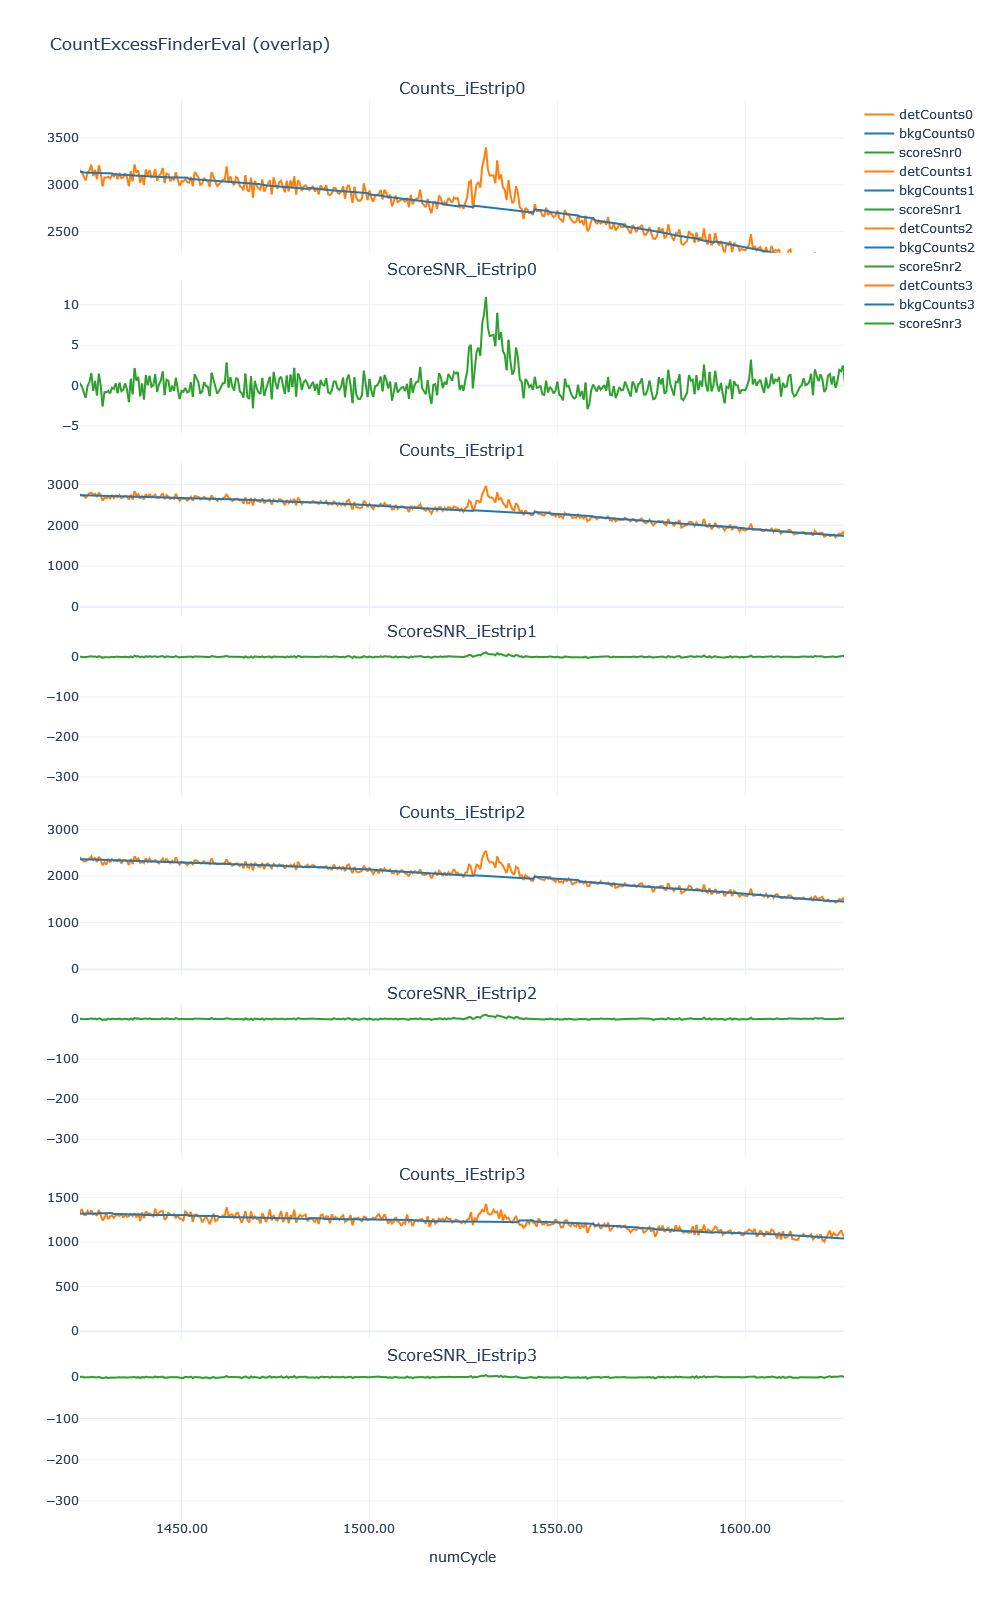 CountExcessFinderEval (overlap)
Counts_iEstrip0
3500
3000
2500
detCounts0
bkgCounts0
scoreSnr0
detCounts1
bkgCounts1
scoreSnr1
detCounts2
bkgCounts2
scoreSnr2
detCounts3
bkgCounts3
scoreSnr3
ScoreSNR_iEstrip0
10
5
0
−5
Counts_iEstrip1
3000
2000
1000
0
ScoreSNR_iEstrip1
0
−100
−200
−300
Counts_iEstrip2
3000
2000
1000
0
ScoreSNR_iEstrip2
0
−100
−200
−300
Counts_iEstrip3
1500
1000
500
0
ScoreSNR_iEstrip3
0
−100
−200
−300
1450.00 1500.00 1550.00 1600.00
numCycle